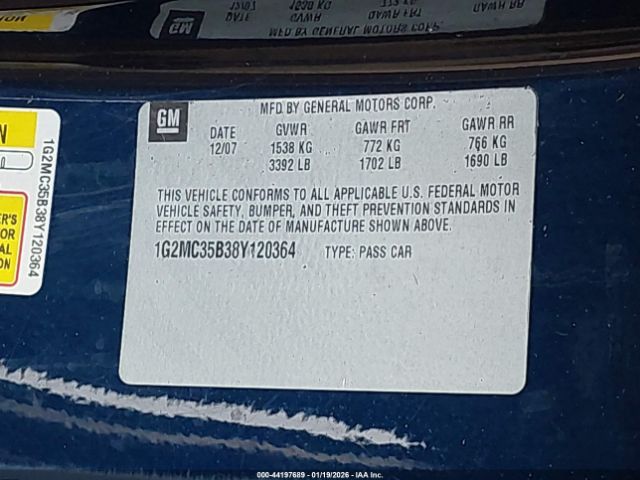 MFD BY GENERAL MOTORS CORP.
GM
DATE GVWR GAWR FRT GAWR RR
12/07 1538 KG 772 KG 766 KG
3392 LB 1702 LB 1690 LB
THIS VEHICLE CONFORMS TO ALL APPLICABLE U.S. FEDERAL MOTOR
VEHICLE SAFETY, BUMPER, AND THEFT PREVENTION STANDARDS IN
EFFECT ON THE DATE OF MANUFACTURE SHOWN ABOVE.
1G2MC35B38Y120364 TYPE: PASS CAR
1G2MC35B38Y120364
000-44197689 - 01/19/2026 - IAAI, Inc.